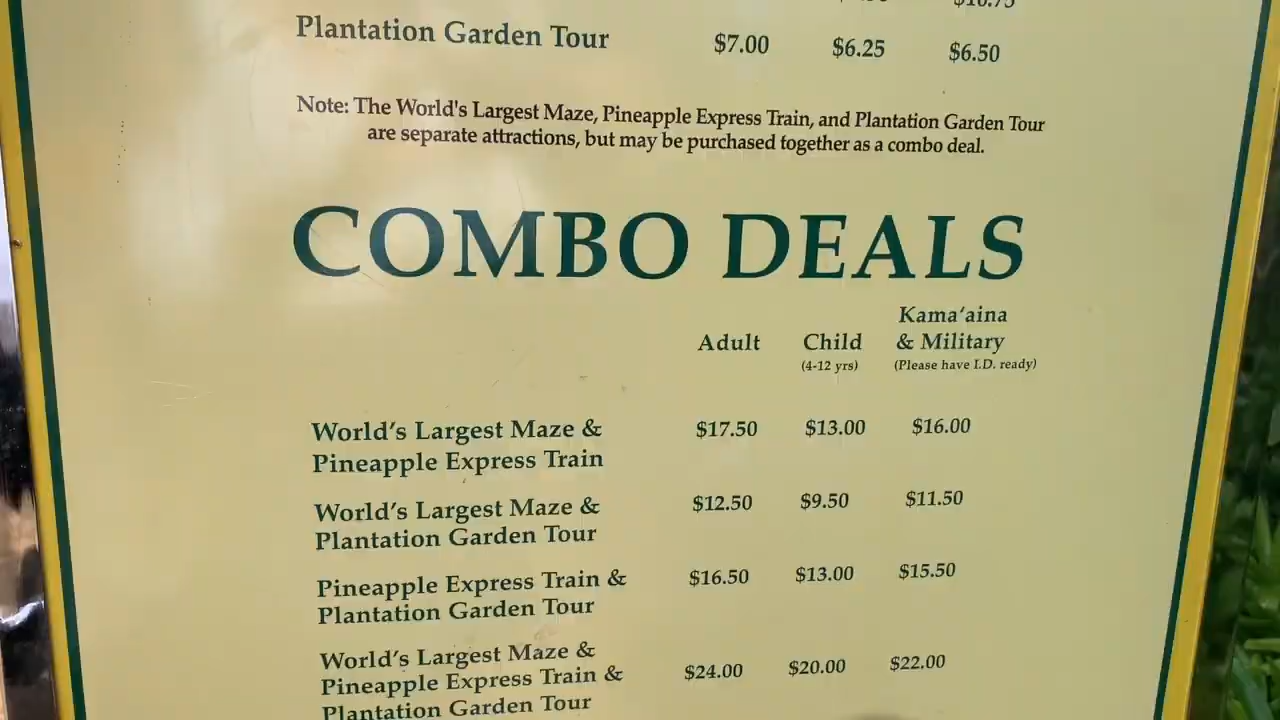 Plantation Garden Tour $7.00 $6.25 $6.50
Note: The World's Largest Maze, Pineapple Express Train, and Plantation Garden Tour
are separate attractions, but may be purchased together as a combo deal.
COMBO DEALS
Adult Child Kama‘aina
& Military
(4-12 yrs) (Please have I.D. ready)
World's Largest Maze & $17.50 $13.00 $16.00
Pineapple Express Train
World's Largest Maze & $12.50 $9.50 $11.50
Plantation Garden Tour
Pineapple Express Train & $16.50 $13.00 $15.50
Plantation Garden Tour
World's Largest Maze &
Pineapple Express Train & $24.00 $20.00 $22.00
Plantation Garden Tour